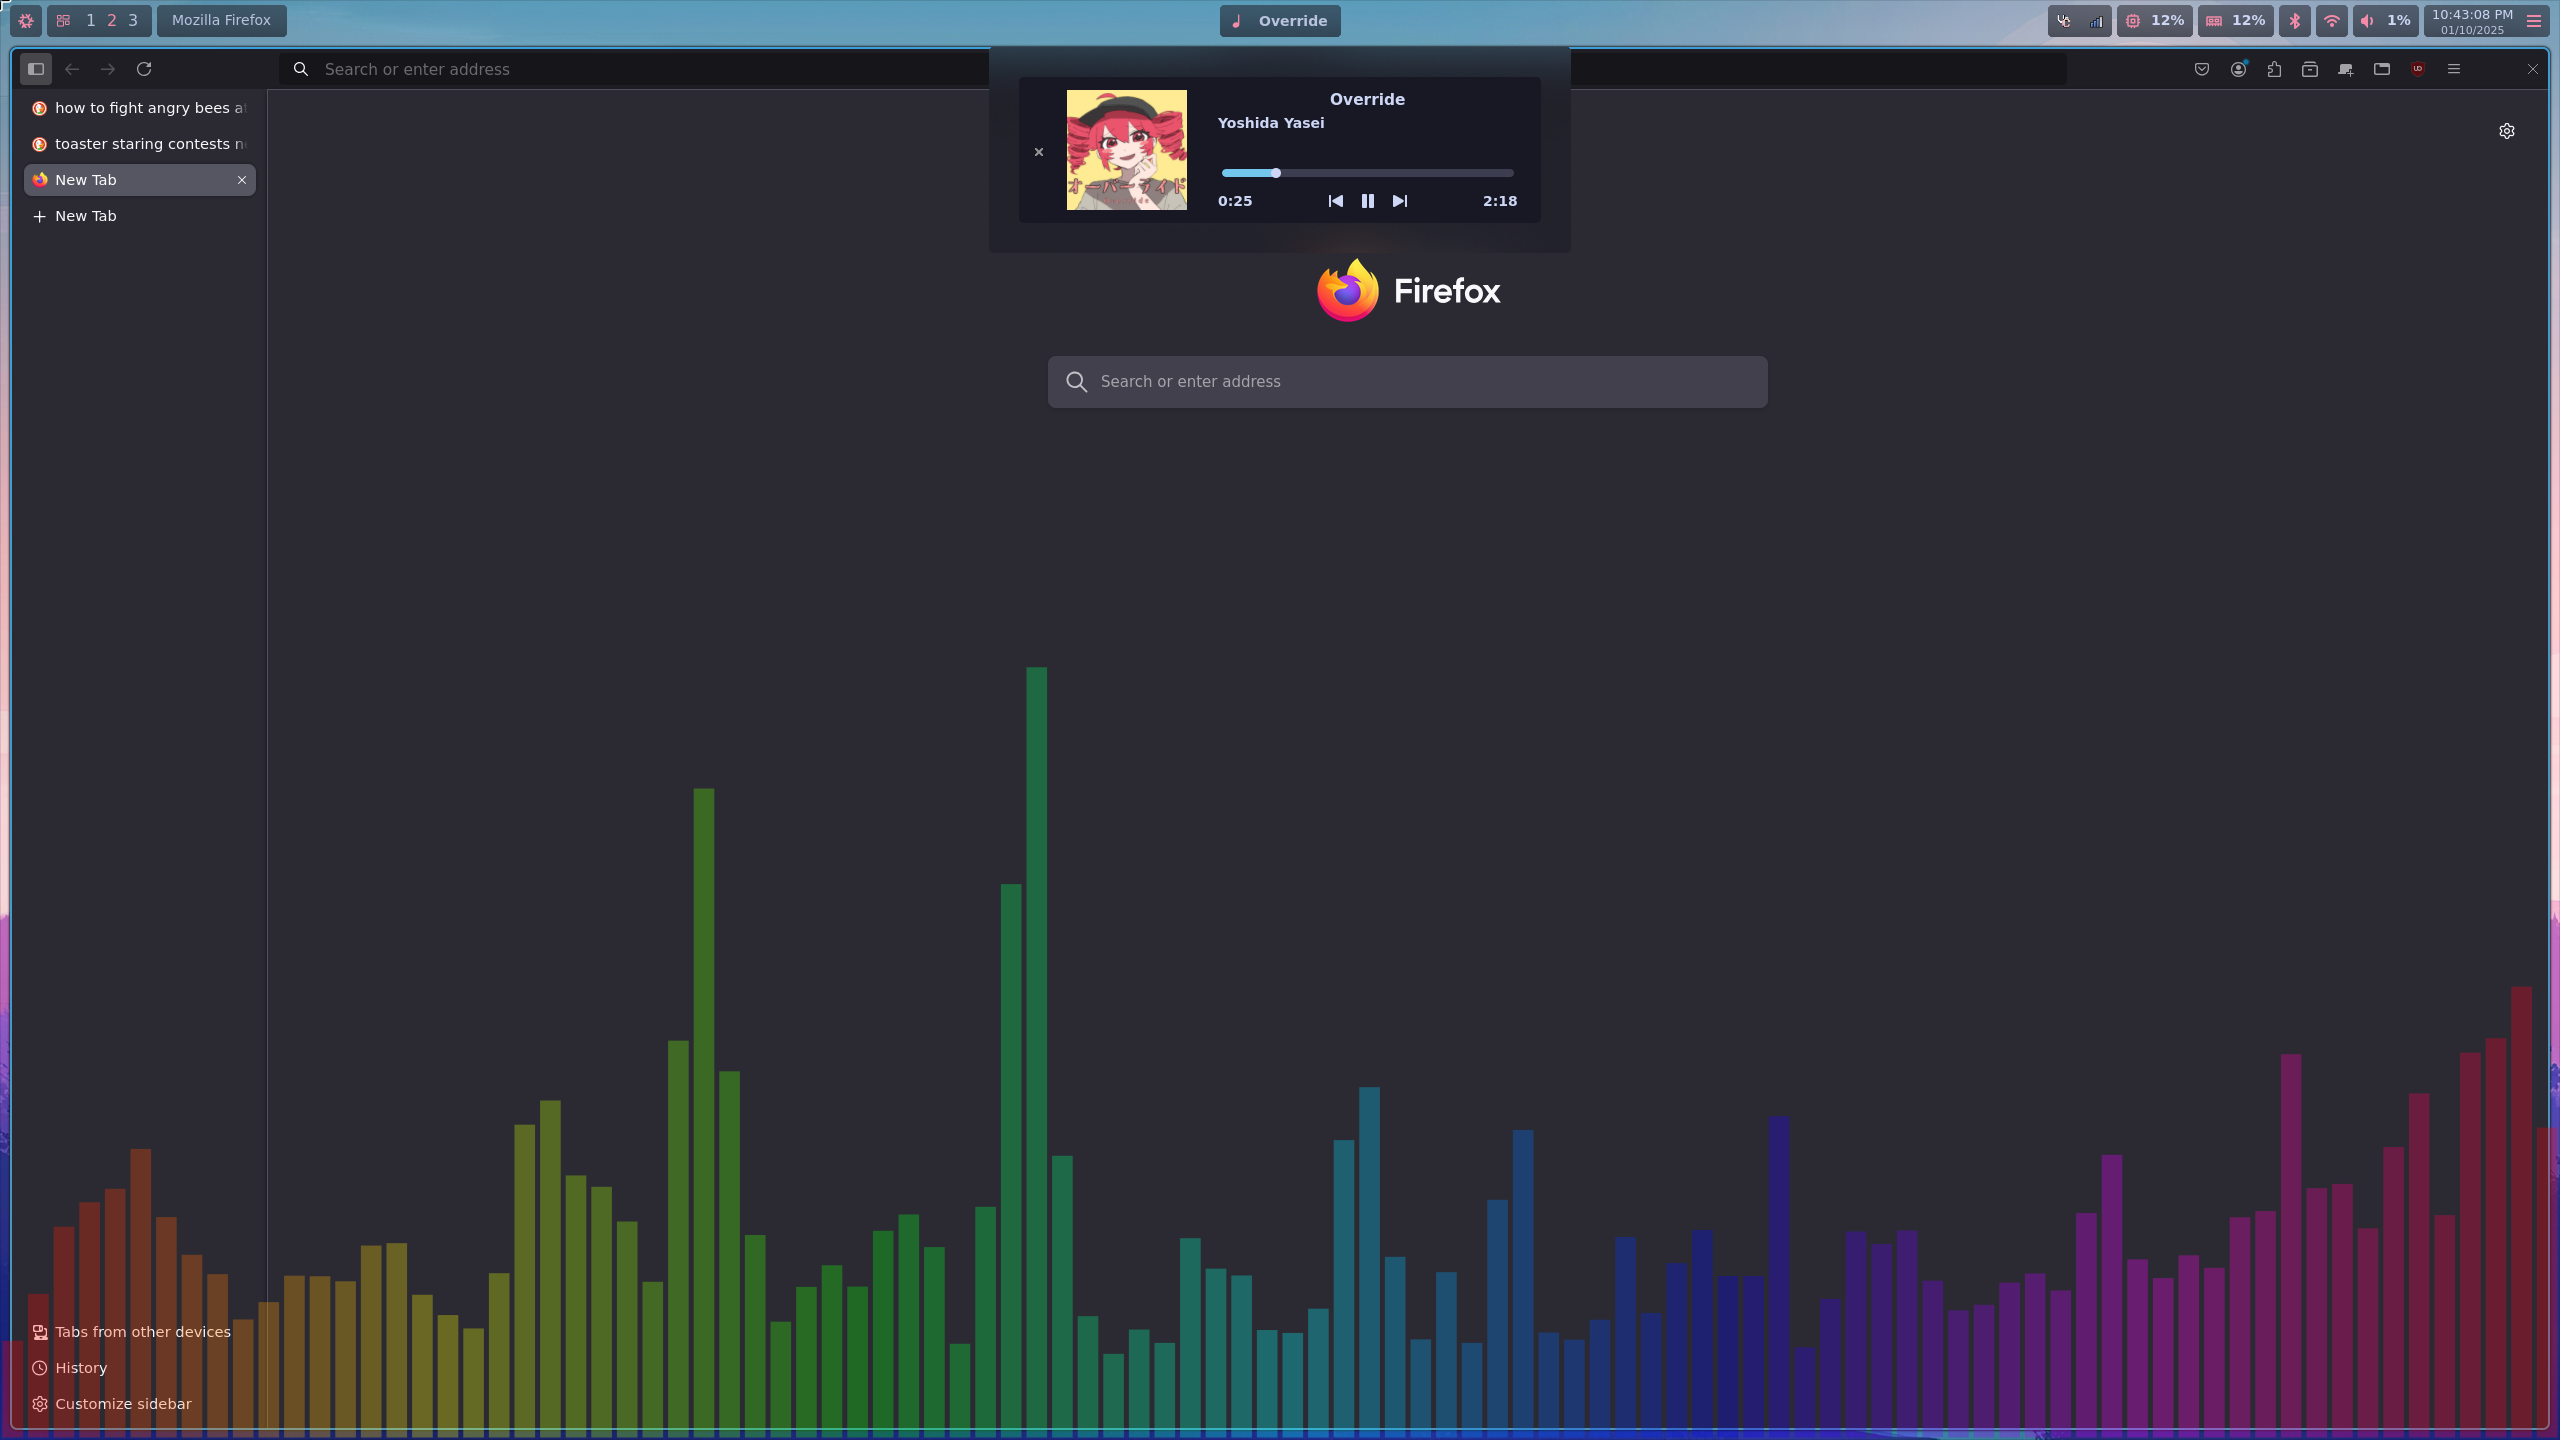 1 2 3
Mozilla Firefox
Override
12%
12%
1%
10:43:08 PM
01/10/2025
Search or enter address
how to fight angry bees a
toaster staring contests n
New Tab
New Tab
Override
Yoshida Yasei
オーバーライド
0:25
2:18
Firefox
Search or enter address
Tabs from other devices
History
Customize sidebar